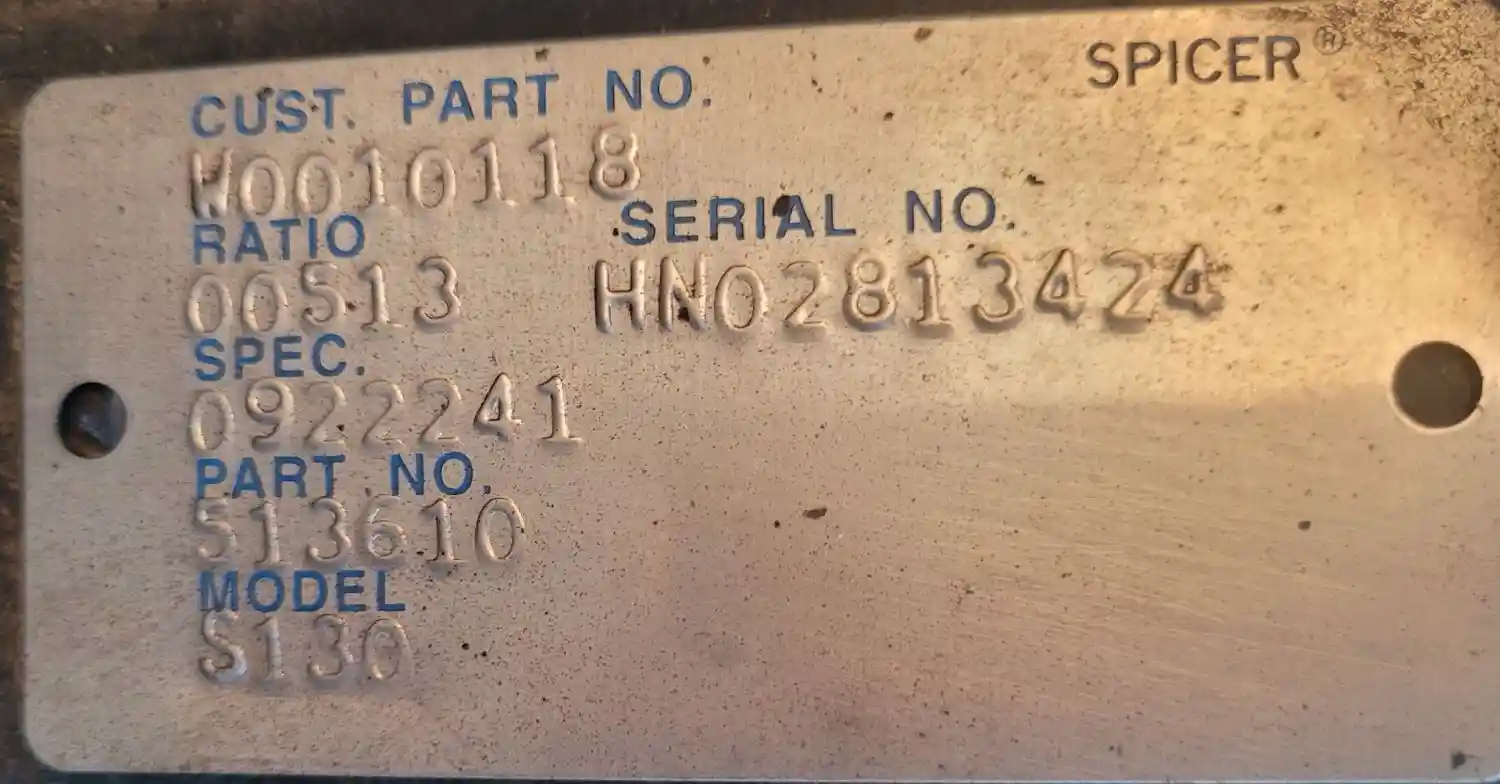 SPICER®
CUST. PART NO.
W0010118
RATIO SERIAL NO.
00513 HN02813424
SPEC.
0922241
PART NO.
513610
MODEL
S130